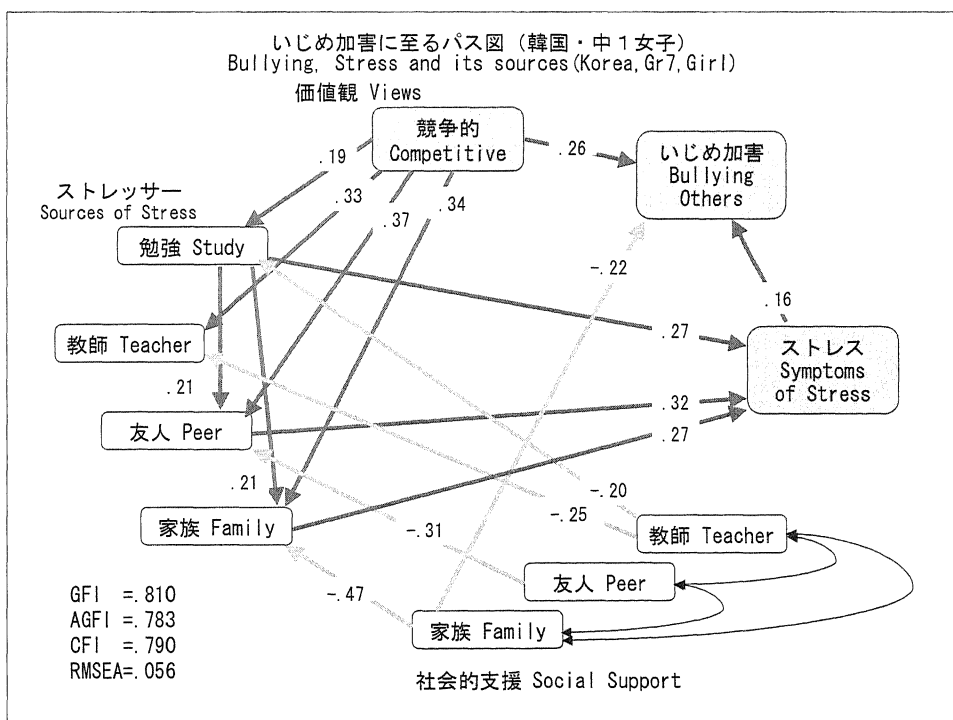 いじめ加害に至るパス図（韓国・中１女子）
Bullying, Stress and its sources(Korea,Gr7,Girl)
価値観 Views
競争的
Competitive
いじめ加害
Bullying
Others
.19
.26
.33
.37
.34
ストレッサー
Sources of Stress
勉強 Study
-.22
.16
.27
教師 Teacher
ストレス
Symptoms
of Stress
.21
.32
友人 Peer
.27
.21
-.20
-.25
-.31
家族 Family
教師 Teacher
友人 Peer
-.47
家族 Family
GFI =.810
AGFI =.783
CFI =.790
RMSEA=.056
社会的支援 Social Support